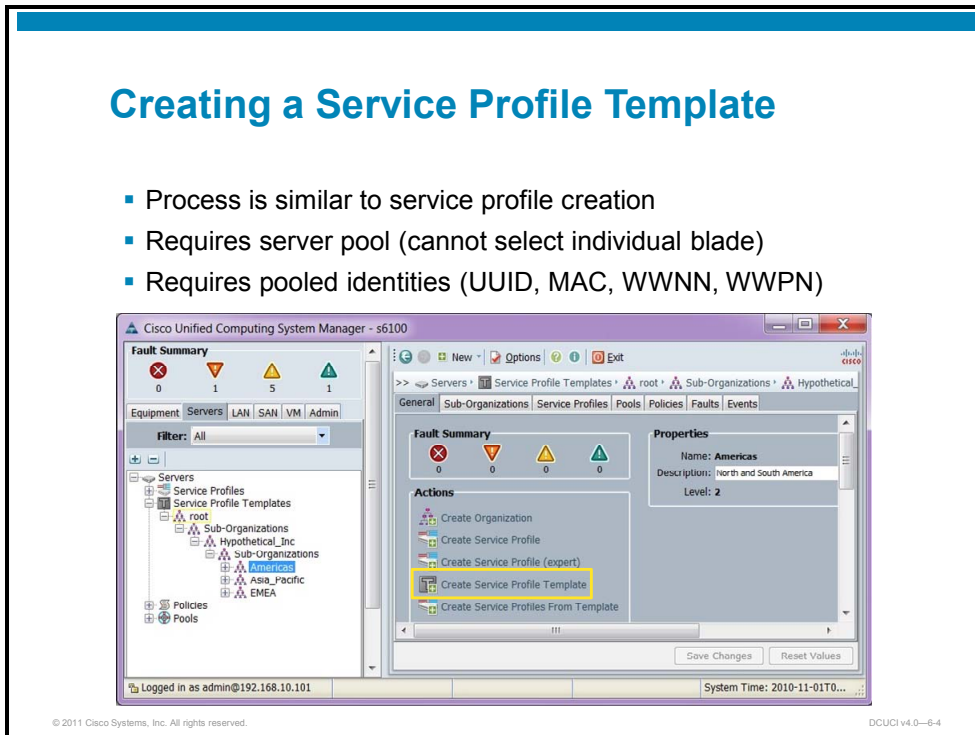 Creating a Service Profile Template
Process is similar to service profile creation
Requires server pool (cannot select individual blade)
Requires pooled identities (UUID, MAC, WWNN, WWPN)
Cisco Unified Computing System Manager - s6100
Fault Summary
0 1 5 1
Equipment Servers LAN SAN VM Admin
Filter: All
Servers
Service Profiles
Service Profile Templates
root
Sub-Organizations
Hypothetical_Inc
Sub-Organizations
Americas
Asia_Pacific
EMEA
Policies
Pools
New Options Exit
CISCO
>> Servers Service Profile Templates root Sub-Organizations Hypothetical_
General Sub-Organizations Service Profiles Pools Policies Faults Events
Fault Summary
0 0 0 0
Actions
Create Organization
Create Service Profile
Create Service Profile (expert)
Create Service Profile Template
Create Service Profiles From Template
Properties
Name: Americas
Description: North and South America
Level: 2
Save Changes Reset Values
Logged in as admin@192.168.10.101
System Time: 2010-11-01T0...
© 2011 Cisco Systems, Inc. All rights reserved.
DCUCI v4.0—6-4